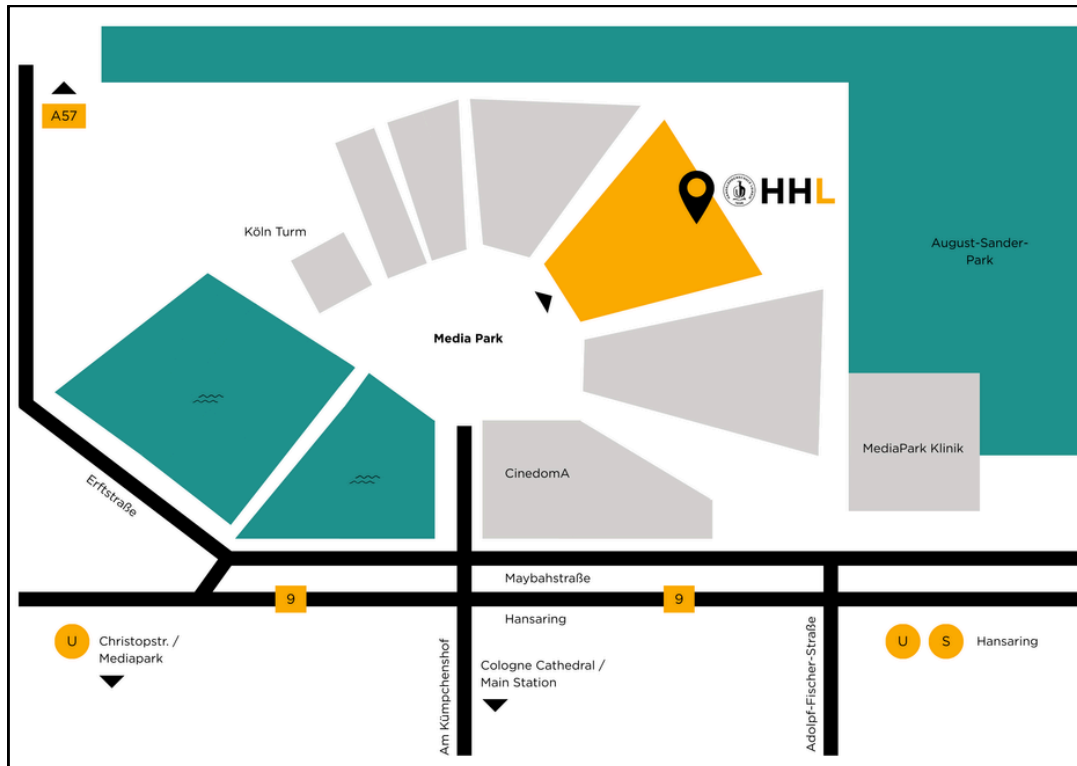 A57
HHL
Köln Turm
August-Sander-
Park
Media Park
MediaPark Klinik
CinedomA
Erftstraße
Maybahstraße
9
9
Hansaring
U
Christopstr. /
Mediapark
Am Kümpchenshof
Cologne Cathedral /
Main Station
Adolpf-Fischer-Straße
U
S
Hansaring